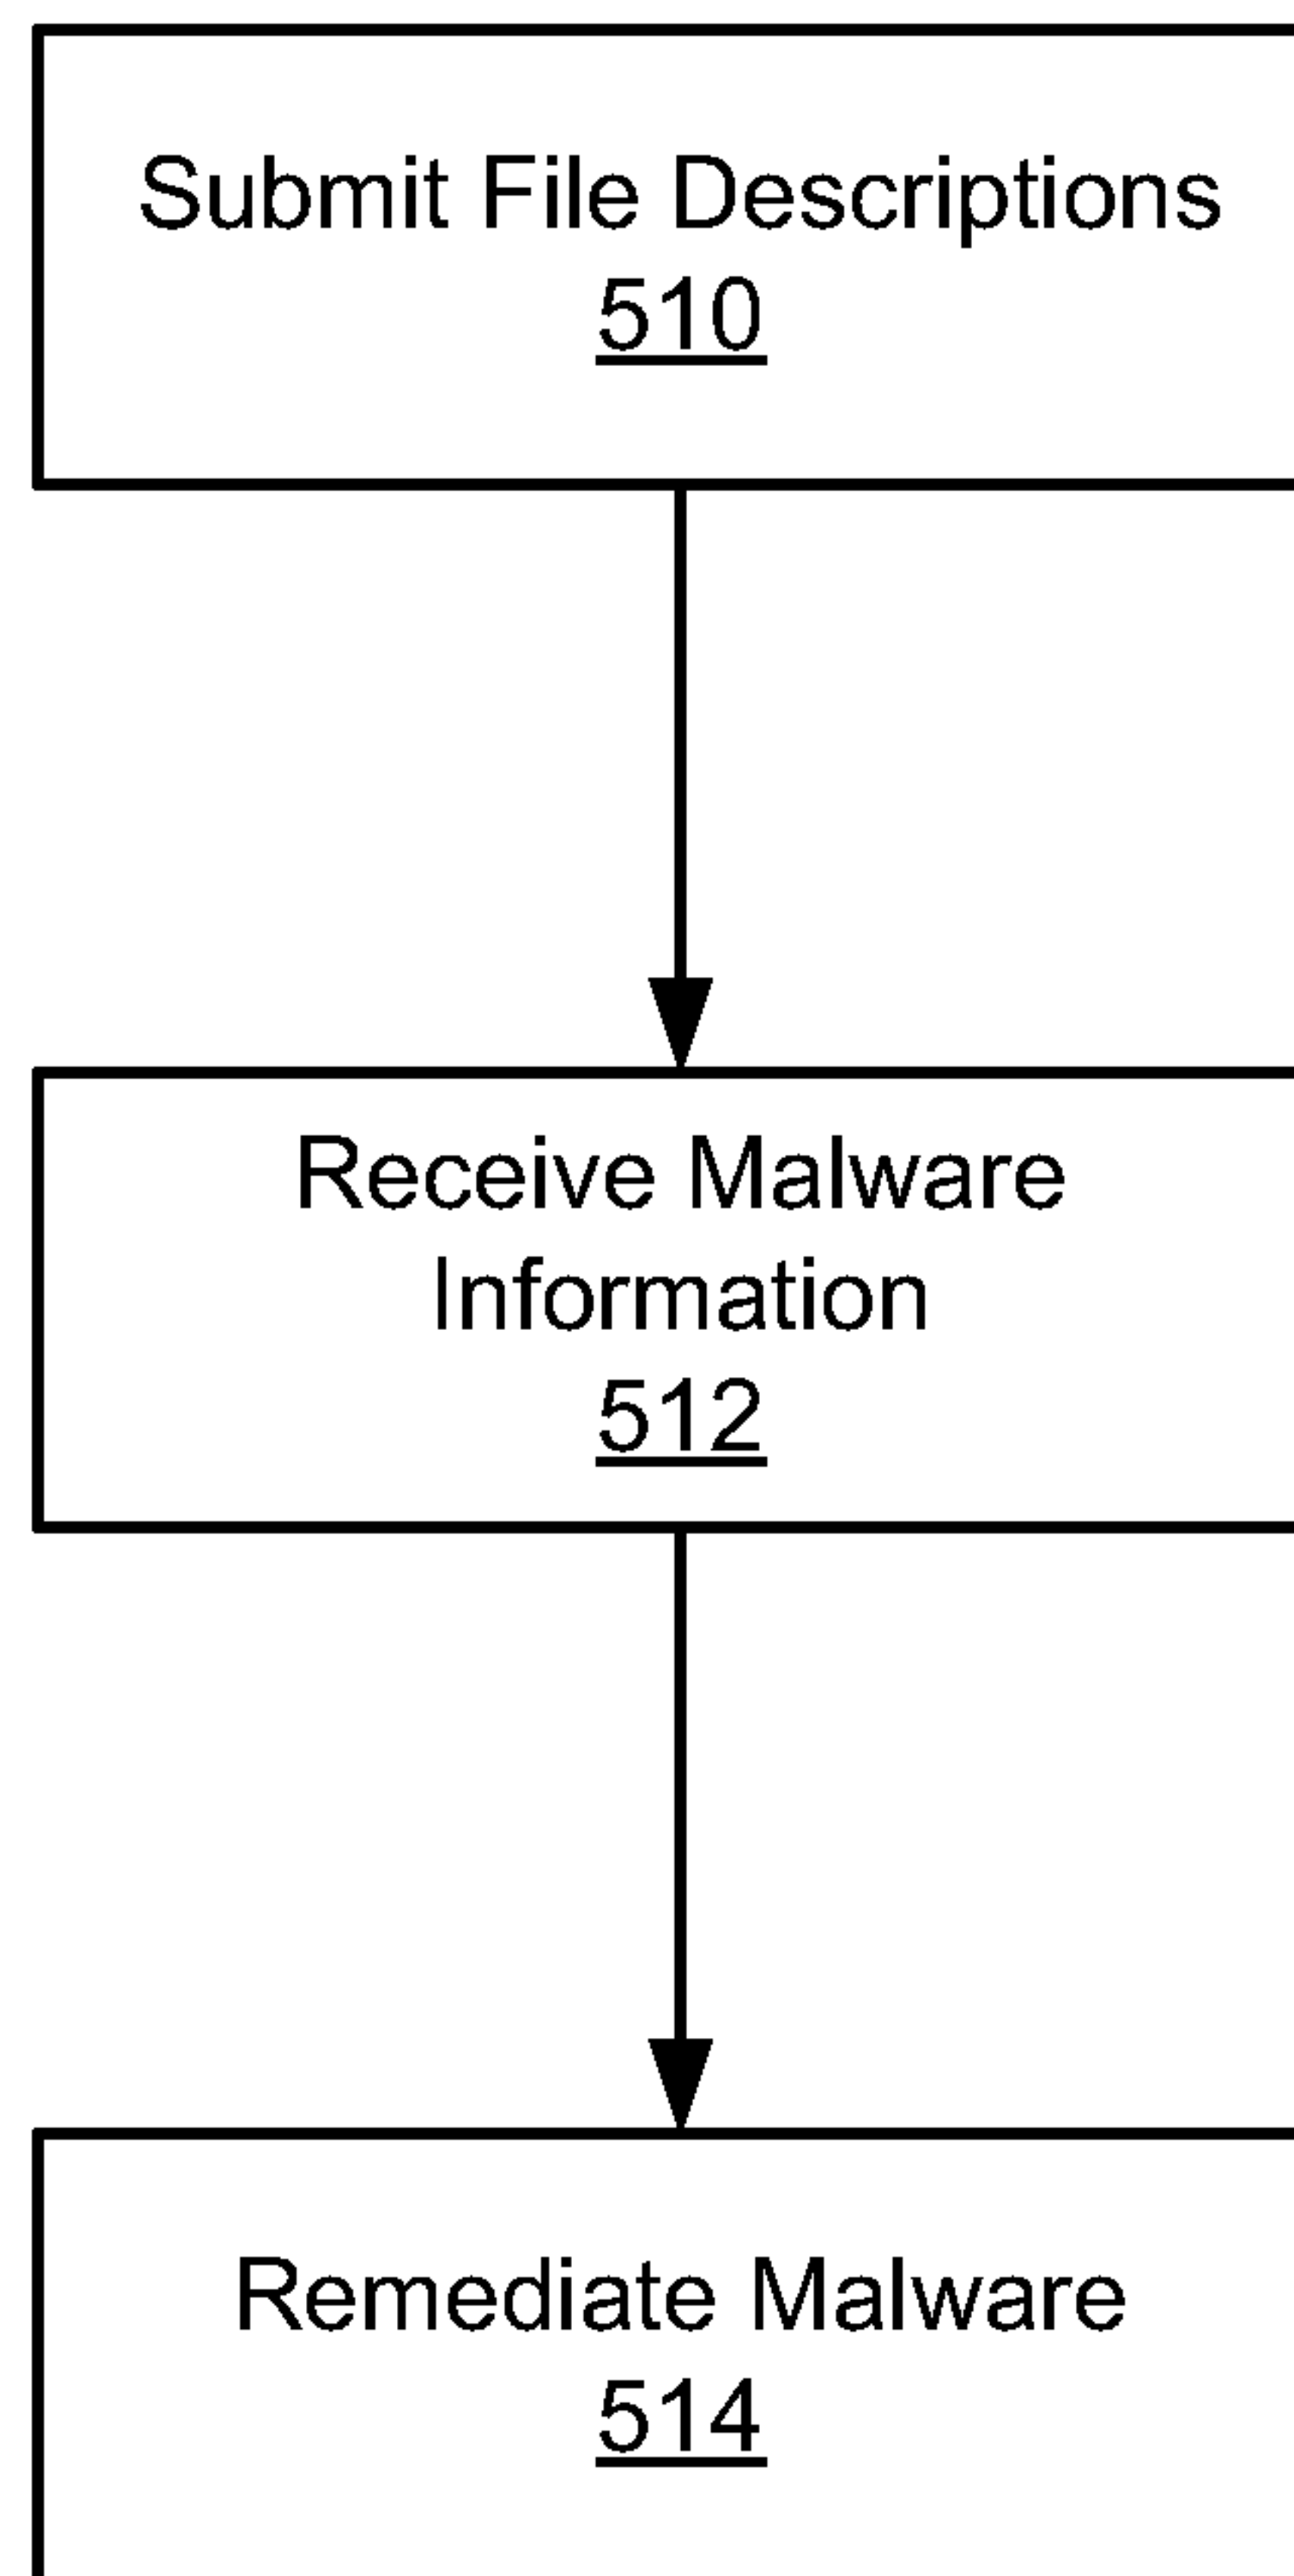 Submit File Descriptions
510
Receive Malware
Information
512
Remediate Malware
514